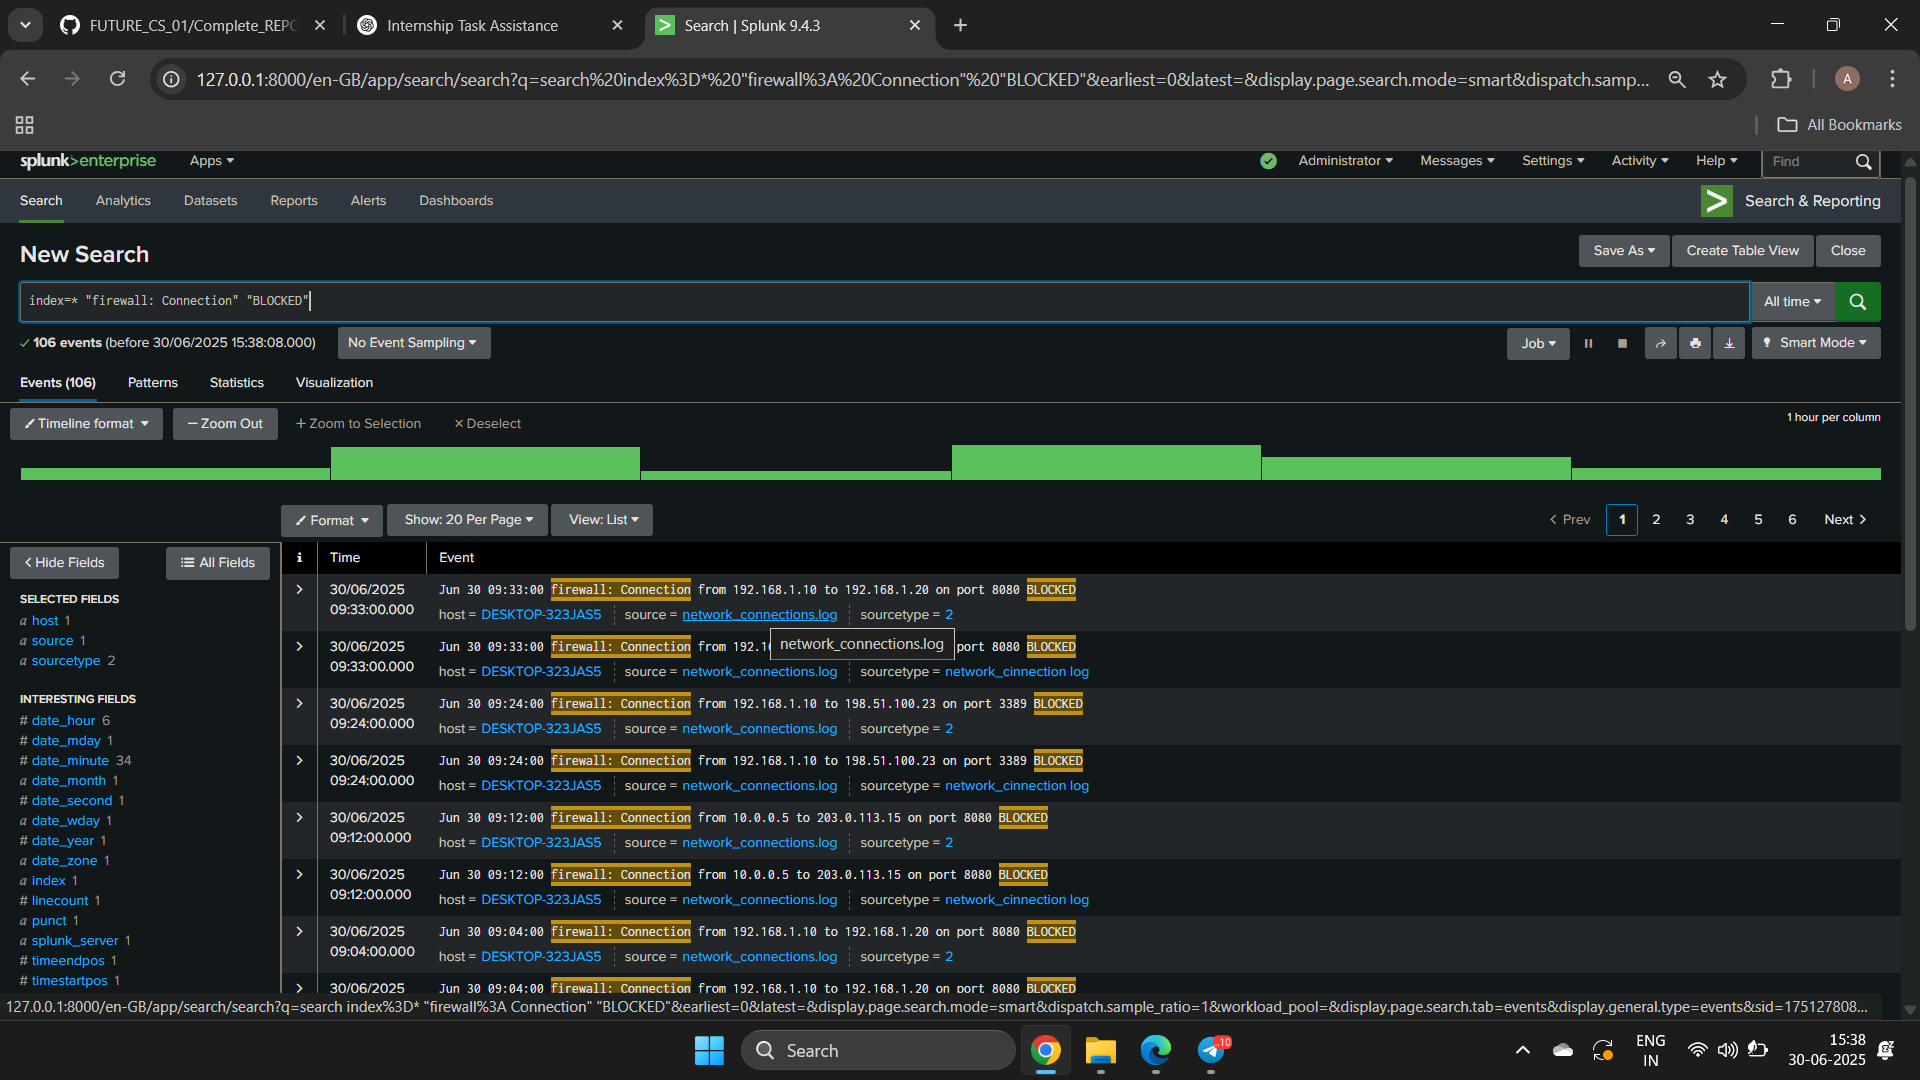 FUTURE_CS_01/Complete_REPO
Internship Task Assistance
Search | Splunk 9.4.3
127.0.0.1:8000/en-GB/app/search/search?q=search%20index%3D*%20"firewall%3A%20Connection"%20"BLOCKED"&earliest=0&latest=&display.page.search.mode=smart&dispatch.samp...
A
All Bookmarks
splunk>enterprise Apps Administrator Messages Settings Activity Help Find
Search Analytics Datasets Reports Alerts Dashboards > Search & Reporting
New Search Save As Create Table View Close
index=* "firewall: Connection" "BLOCKED" All time
106 events (before 30/06/2025 15:38:08.000) No Event Sampling Job Smart Mode
Events (106) Patterns Statistics Visualization
Timeline format — Zoom Out + Zoom to Selection × Deselect 1 hour per column
Format Show: 20 Per Page View: List < Prev 1 2 3 4 5 6 Next >
< Hide Fields All Fields
SELECTED FIELDS
a host 1
a source 1
a sourcetype 2
INTERESTING FIELDS
# date_hour 6
# date_mday 1
# date_minute 34
a date_month 1
# date_second 1
a date_wday 1
# date_year 1
a date_zone 1
a index 1
# linecount 1
a punct 1
a splunk_server 1
# timeendpos 1
# timestartpos 1
i Time Event
30/06/2025 Jun 30 09:33:00 firewall: Connection from 192.168.1.10 to 192.168.1.20 on port 8080 BLOCKED
09:33:00.000 host = DESKTOP-323JAS5 source = network_connections.log sourcetype = 2
network_connections.log
30/06/2025 Jun 30 09:33:00 firewall: Connection from 192.1 port 8080 BLOCKED
09:33:00.000 host = DESKTOP-323JAS5 source = network_connections.log sourcetype = network_cinnection log
30/06/2025 Jun 30 09:24:00 firewall: Connection from 192.168.1.10 to 198.51.100.23 on port 3389 BLOCKED
09:24:00.000 host = DESKTOP-323JAS5 source = network_connections.log sourcetype = 2
30/06/2025 Jun 30 09:24:00 firewall: Connection from 192.168.1.10 to 198.51.100.23 on port 3389 BLOCKED
09:24:00.000 host = DESKTOP-323JAS5 source = network_connections.log sourcetype = network_cinnection log
30/06/2025 Jun 30 09:12:00 firewall: Connection from 10.0.0.5 to 203.0.113.15 on port 8080 BLOCKED
09:12:00.000 host = DESKTOP-323JAS5 source = network_connections.log sourcetype = 2
30/06/2025 Jun 30 09:12:00 firewall: Connection from 10.0.0.5 to 203.0.113.15 on port 8080 BLOCKED
09:12:00.000 host = DESKTOP-323JAS5 source = network_connections.log sourcetype = network_cinnection log
30/06/2025 Jun 30 09:04:00 firewall: Connection from 192.168.1.10 to 192.168.1.20 on port 8080 BLOCKED
09:04:00.000 host = DESKTOP-323JAS5 source = network_connections.log sourcetype = 2
30/06/2025 Jun 30 09:04:00 firewall: Connection from 192.168.1.10 to 192.168.1.20 on port 8080 BLOCKED
127.0.0.1:8000/en-GB/app/search/search?q=search index%3D* "firewall%3A Connection" "BLOCKED"&earliest=0&latest=&display.page.search.mode=smart&dispatch.sample_ratio=1&workload_pool=&display.page.search.tab=events&display.general.type=events&sid=175127808...
Search
10
ENG
IN
15:38
30-06-2025